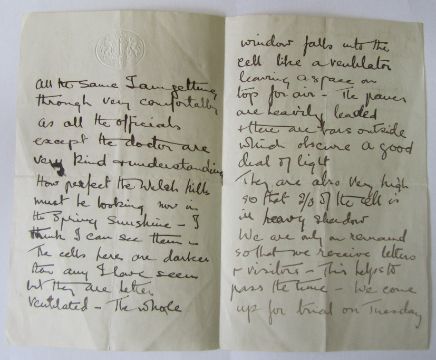 all the same I am getting
through very comfortably
as all the officials
except the doctor are
very kind & understanding
How perfect the Welsh hills
must be looking now in
the Spring sunshine – I
think I can see them –
The cells here are darker
than any I have seen
but they are better
ventilated – The whole
window falls into the
cell like a ventilator
leaving a space on
top for air – The panes
are heavily leaded
& there are bars outside
which obscure a good
deal of light
They are also very high
so that 2/3 of the cell is
in heavy shadow
We are only on remand
so that we receive letters
& visitors – This helps to
pass the time – We come
up for trial on Tuesday